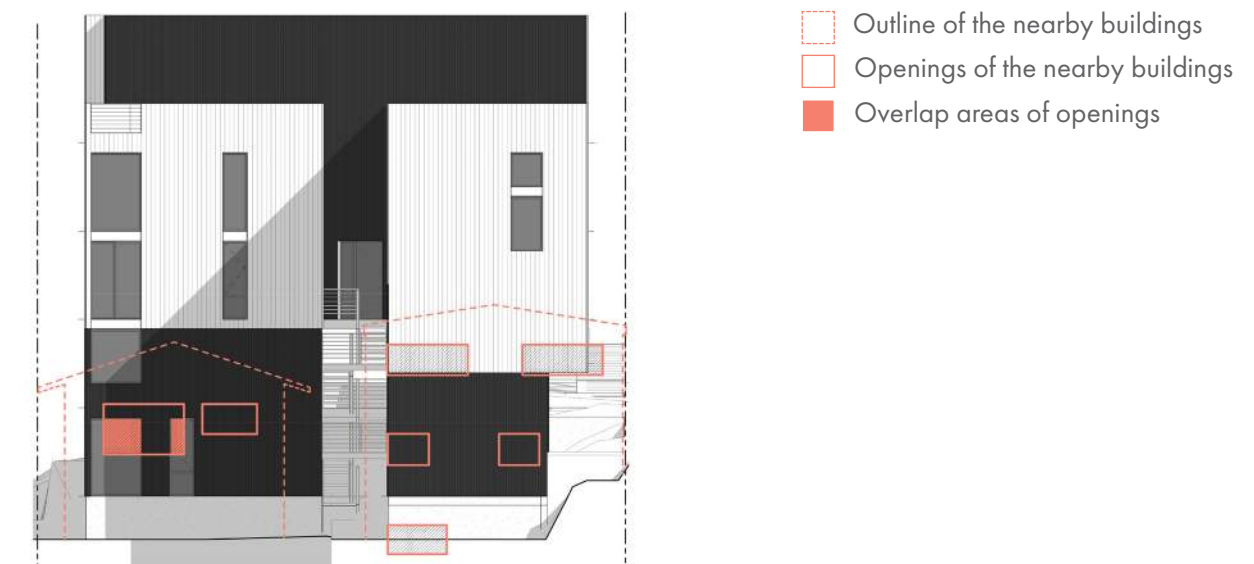 Outline of the nearby buildings
Openings of the nearby buildings
Overlap areas of openings